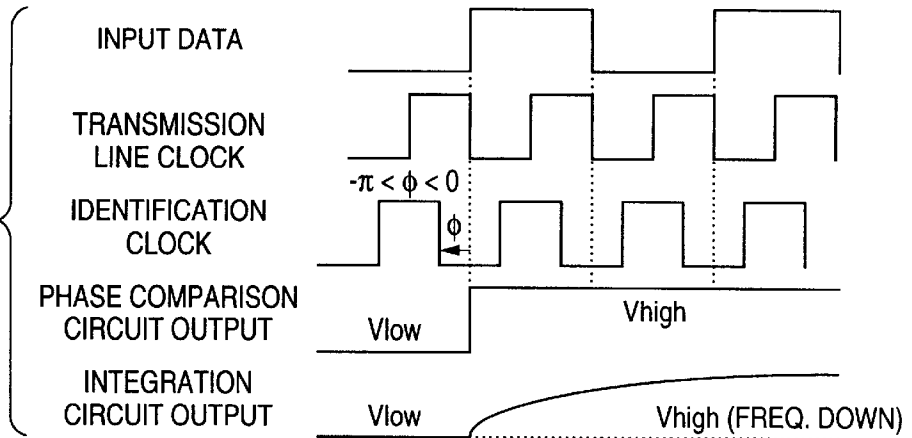 INPUT DATA
TRANSMISSION
LINE CLOCK
-π < ϕ < 0
IDENTIFICATION
CLOCK
ϕ
PHASE COMPARISON
CIRCUIT OUTPUT
Vlow
Vhigh
INTEGRATION
CIRCUIT OUTPUT
Vlow
Vhigh (FREQ. DOWN)